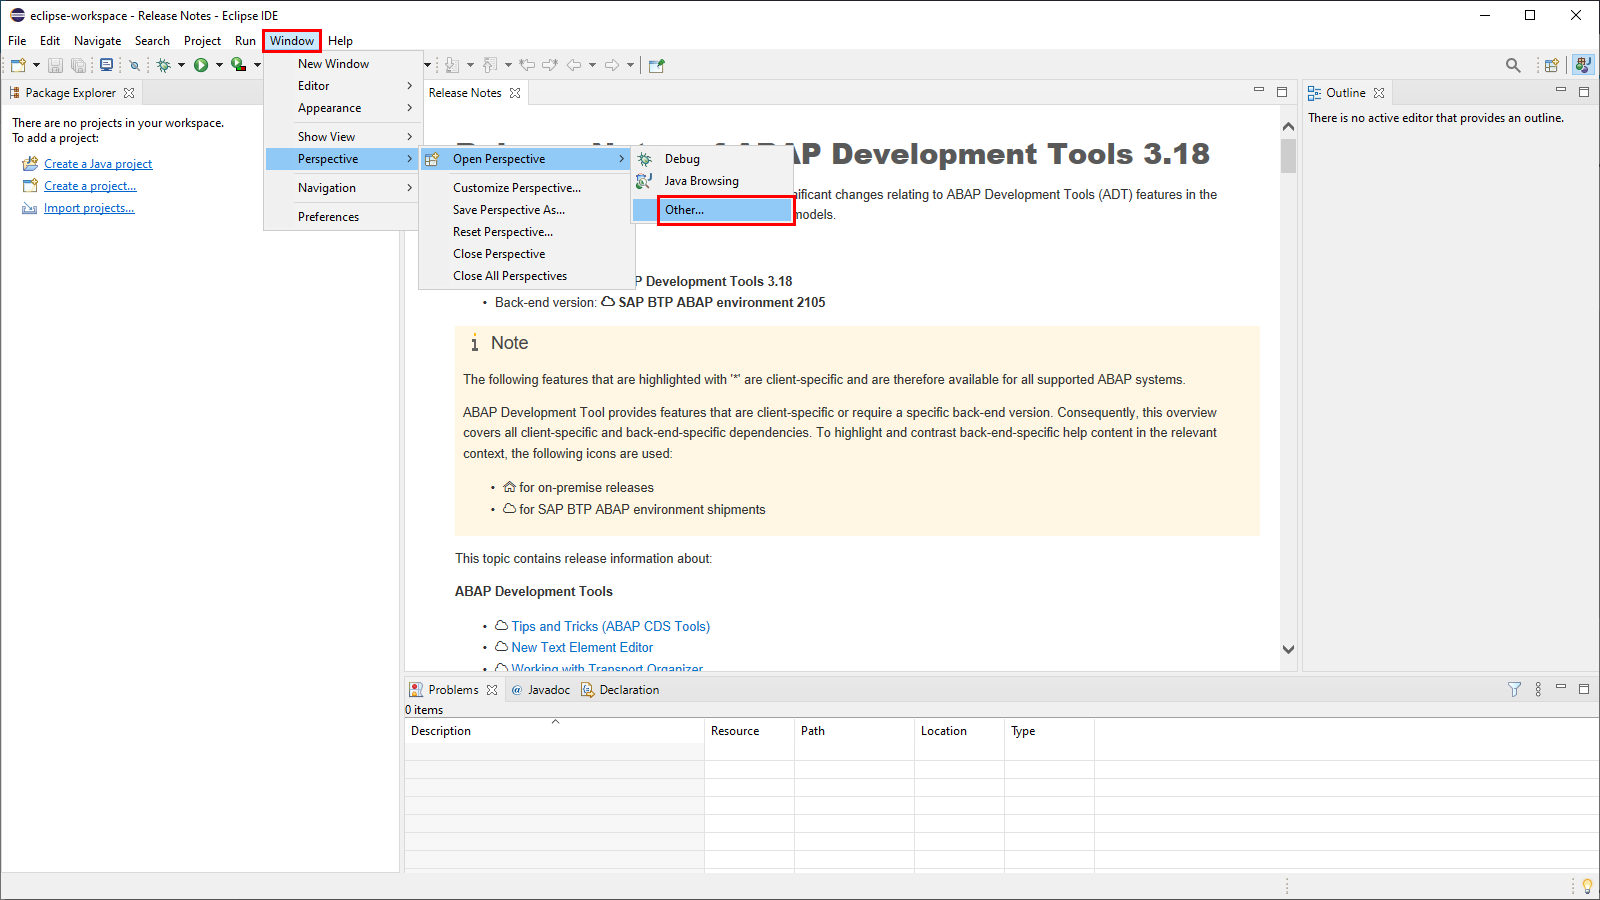 eclipse-workspace - Release Notes - Eclipse IDE
File Edit Navigate Search Project Run Window Help
New Window
Editor
Appearance
Show View
Perspective
Navigation
Preferences
Open Perspective
Customize Perspective...
Save Perspective As...
Reset Perspective...
Close Perspective
Close All Perspectives
Debug
Java Browsing
Other...
Package Explorer
There are no projects in your workspace.
To add a project:
Create a Java project
Create a project...
Import projects...
Release Notes
AP Development Tools 3.18
nificant changes relating to ABAP Development Tools (ADT) features in the
models.
P Development Tools 3.18
• Back-end version: SAP BTP ABAP environment 2105
i Note
The following features that are highlighted with '*' are client-specific and are therefore available for all supported ABAP systems.
ABAP Development Tool provides features that are client-specific or require a specific back-end version. Consequently, this overview
covers all client-specific and back-end-specific dependencies. To highlight and contrast back-end-specific help content in the relevant
context, the following icons are used:
• for on-premise releases
• for SAP BTP ABAP environment shipments
This topic contains release information about:
ABAP Development Tools
• Tips and Tricks (ABAP CDS Tools)
• New Text Element Editor
• Working with Transport Organizer
Outline
There is no active editor that provides an outline.
Problems @ Javadoc Declaration
0 items
Description Resource Path Location Type